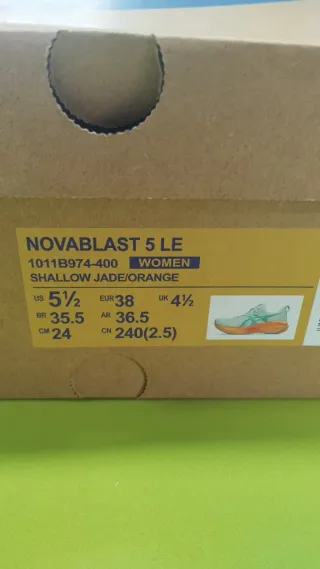 NOVABLAST 5 LE
1011B974-400 WOMEN
SHALLOW JADE/ORANGE
US 5½ EUR 38 UK 4½
BR 35.5 AR 36.5
CM 24 CN 240(2.5)